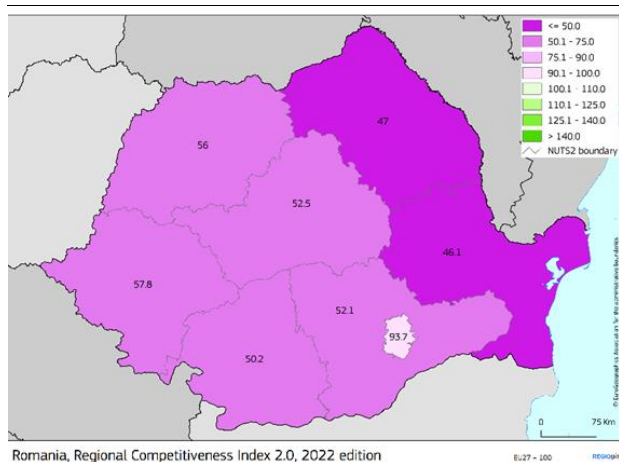 <= 50.0
50.1 - 75.0
75.1 - 90.0
90.1 - 100.0
100.1 - 110.0
110.1 - 125.0
125.1 - 140.0
> 140.0
NUTS2 boundary
47
56
52.5
46.1
57.8
52.1
93.7
50.2
0 75 Km
Romania, Regional Competitiveness Index 2.0, 2022 edition
EU27 = 100